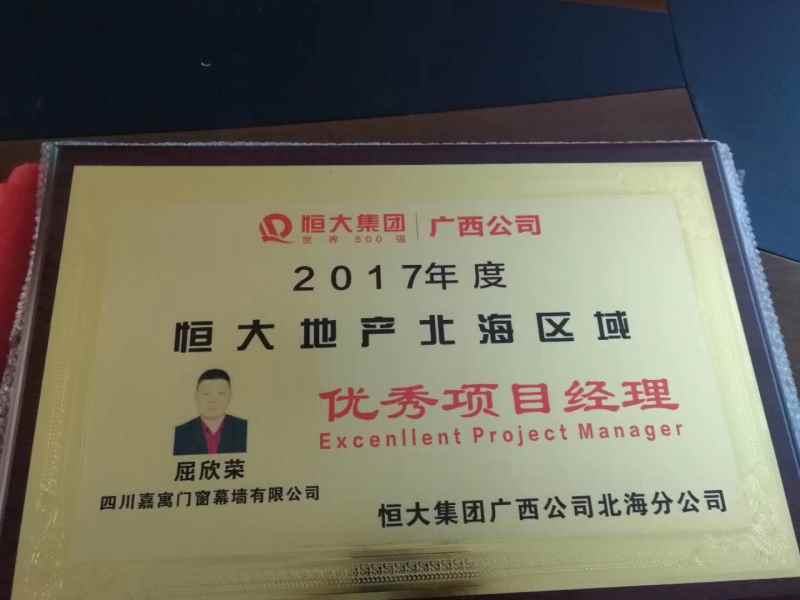 恒大集团 广西公司
世界500强
2017年度
恒大地产北海区域
优秀项目经理
Excenllent Project Manager
屈欣荣
四川嘉寓门窗幕墙有限公司
恒大集团广西公司北海分公司